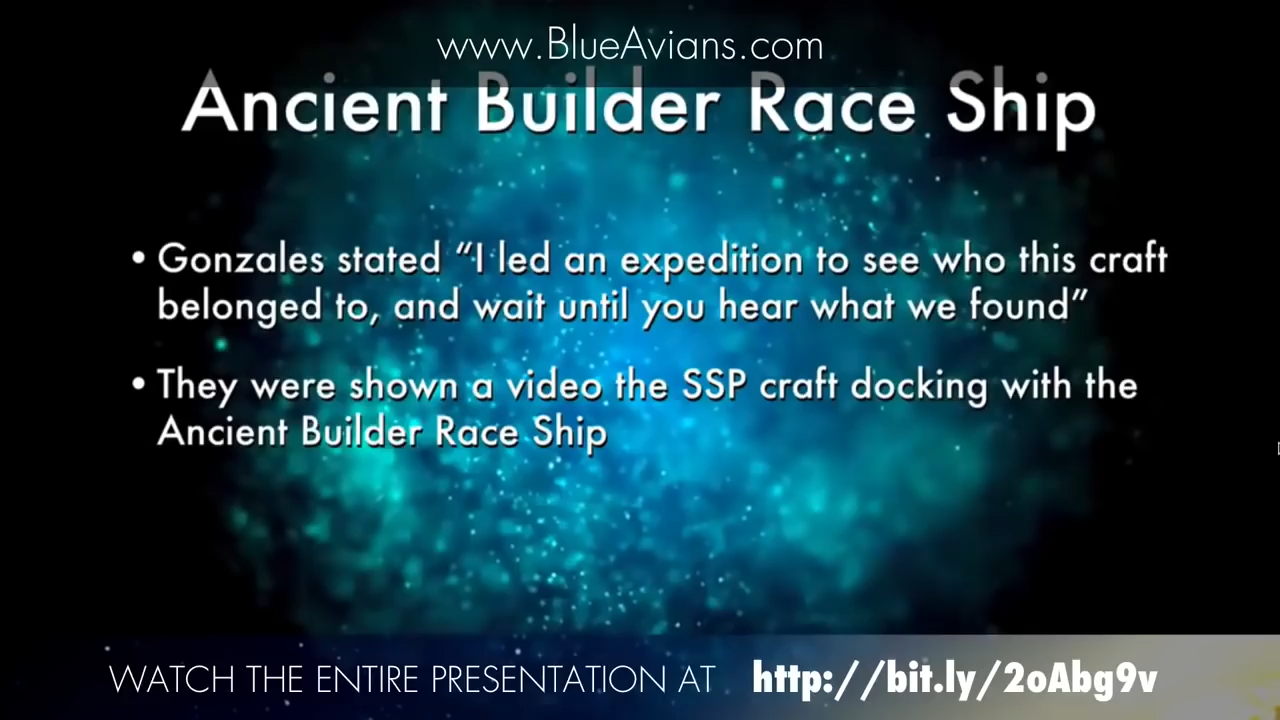 www.BlueAvians.com
Ancient Builder Race Ship
• Gonzales stated “I led an expedition to see who this craft
belonged to, and wait until you hear what we found”
• They were shown a video the SSP craft docking with the
Ancient Builder Race Ship
WATCH THE ENTIRE PRESENTATION AT http://bit.ly/2oAbg9v